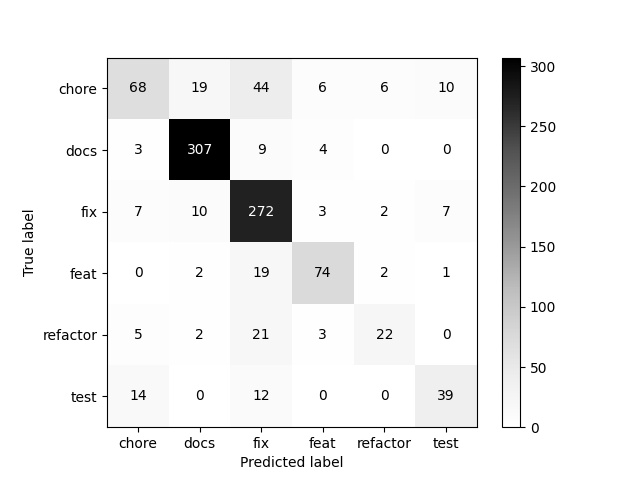 chore 68 19 44 6 6 10
docs 3 307 9 4 0 0
fix 7 10 272 3 2 7
feat 0 2 19 74 2 1
refactor 5 2 21 3 22 0
test 14 0 12 0 0 39
chore docs fix feat refactor test
Predicted label
True label
300
250
200
150
100
50
0